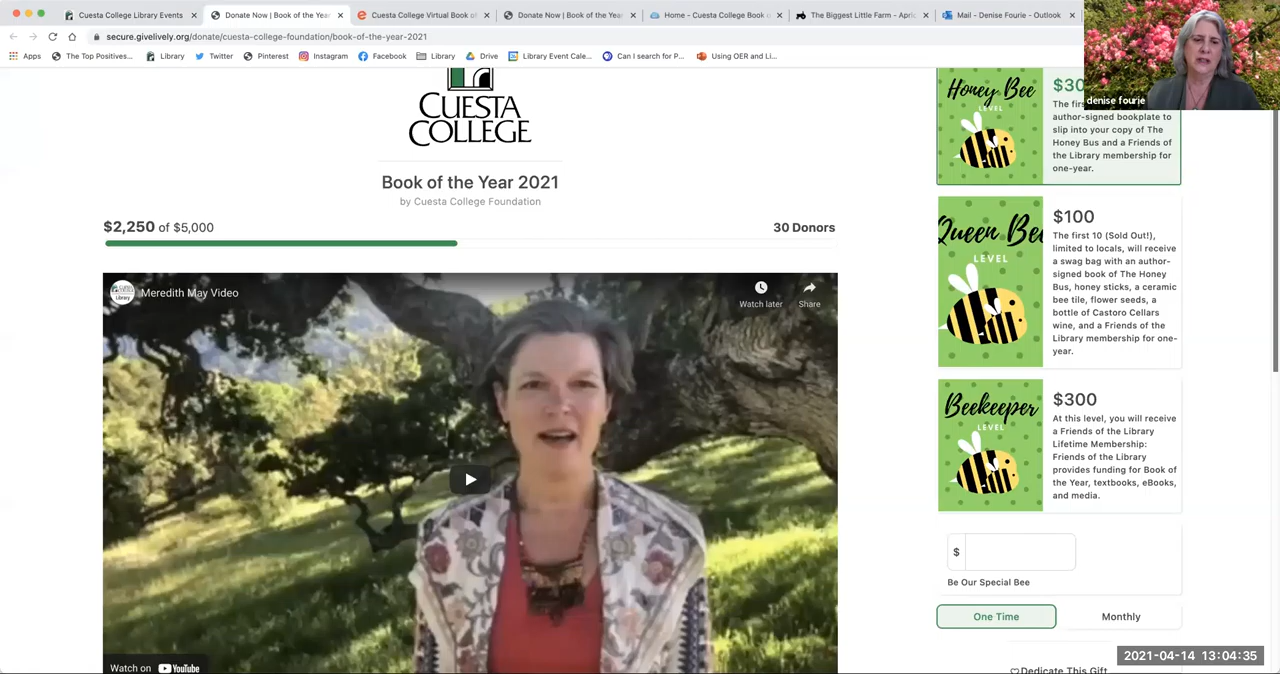 Cuesta College Library Events
Donate Now | Book of the Year
Cuesta College Virtual Book of
Donate Now | Book of the Year
Home - Cuesta College Book o
The Biggest Little Farm - Apri
Mail - Denise Fourie - Outlook
secure.givelively.org/donate/cuesta-college-foundation/book-of-the-year-2021
Apps
The Top Positives...
Library
Twitter
Pinterest
Instagram
Facebook
Library
Drive
Library Event Cale...
Can I search for P...
Using OER and Li...
denise fourie
CUESTA
COLLEGE
Book of the Year 2021
by Cuesta College Foundation
$2,250 of $5,000
30 Donors
Meredith May Video
Watch later
Share
Watch on YouTube
Honey Bee
LEVEL
$30
The firs
author-signed bookplate to
slip into your copy of The
Honey Bus and a Friends of
the Library membership for
one-year.
Queen Bee
LEVEL
$100
The first 10 (Sold Out!),
limited to locals, will receive
a swag bag with an author-
signed book of The Honey
Bus, honey sticks, a ceramic
bee tile, flower seeds, a
bottle of Castoro Cellars
wine, and a Friends of the
Library membership for one-
year.
Beekeeper
LEVEL
$300
At this level, you will receive
a Friends of the Library
Lifetime Membership:
Friends of the Library
provides funding for Book of
the Year, textbooks, eBooks,
and media.
$
Be Our Special Bee
One Time
Monthly
Dedicate This Gift
2021-04-14 13:04:35